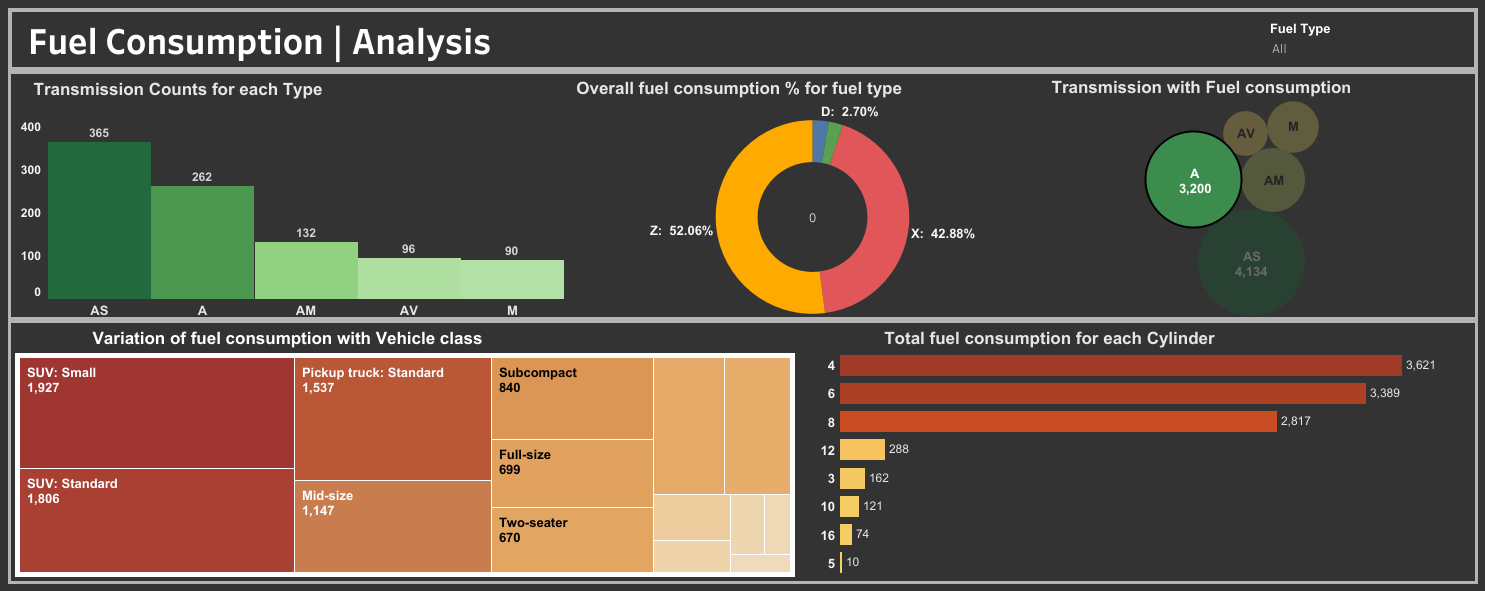 Fuel Consumption | Analysis
Fuel Type
All
Transmission Counts for each Type
400
300
200
100
0
365
262
132
96
90
AS
A
AM
AV
M
Overall fuel consumption % for fuel type
D: 2.70%
Z: 52.06%
0
X: 42.88%
Transmission with Fuel consumption
AV
M
A
3,200
AM
AS
4,134
Variation of fuel consumption with Vehicle class
SUV: Small
1,927
SUV: Standard
1,806
Pickup truck: Standard
1,537
Mid-size
1,147
Subcompact
840
Full-size
699
Two-seater
670
Total fuel consumption for each Cylinder
4 3,621
6 3,389
8 2,817
12 288
3 162
10 121
16 74
5 10